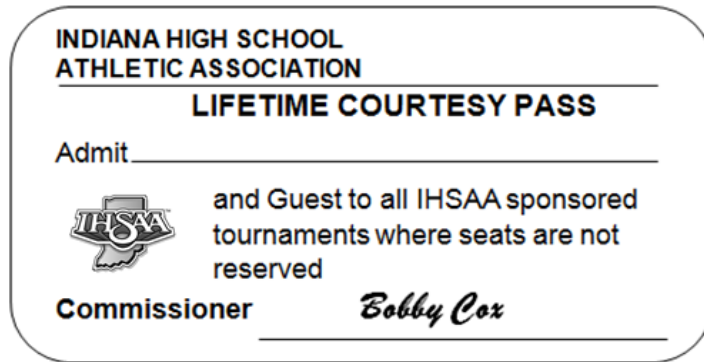 INDIANA HIGH SCHOOL
ATHLETIC ASSOCIATION
LIFETIME COURTESY PASS
Admit
IHSAA
and Guest to all IHSAA sponsored
tournaments where seats are not
reserved
Commissioner Bobby Cox